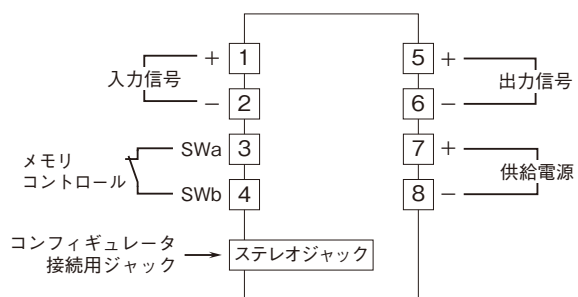 入力信号
+ 1
− 2
メモリ
コントロール
SWa 3
SWb 4
コンフィギュレータ
接続用ジャック
ステレオジャック
5 +
6 −
出力信号
7 +
8 −
供給電源